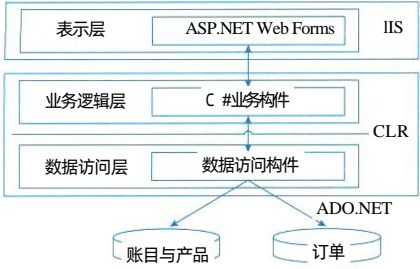 表示层 ASP.NET Web Forms IIS
业务逻辑层 C #业务构件
CLR
数据访问层 数据访问构件
ADO.NET
账目与产品 订单